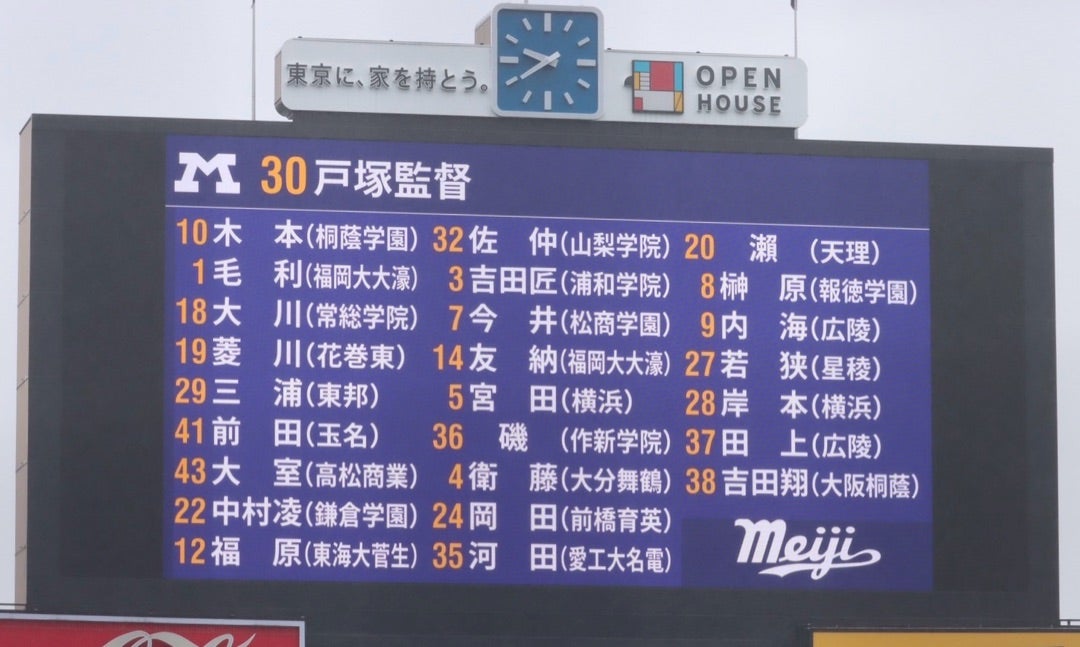 東京に、家を持とう。
OPEN HOUSE
M 30 戸塚監督
10 木 本(桐蔭学園) 32 佐 仲(山梨学院) 20 瀨 (天理)
1 毛 利(福岡大大濠) 3 吉田匠(浦和学院) 8 榊 原(報徳学園)
18 大 川(常総学院) 7 今 井(松商学園) 9 内 海(広陵)
19 菱 川(花巻東) 14 友 納(福岡大大濠) 27 若 狭(星稜)
29 三 浦(東邦) 5 宮 田(横浜) 28 岸 本(横浜)
41 前 田(玉名) 36 磯 (作新学院) 37 田 上(広陵)
43 大 室(高松商業) 4 衛 藤(大分舞鶴) 38 吉田翔(大阪桐蔭)
22 中村凌(鎌倉学園) 24 岡 田(前橋育英)
12 福 原(東海大菅生) 35 河 田(愛工大名電)
Meiji